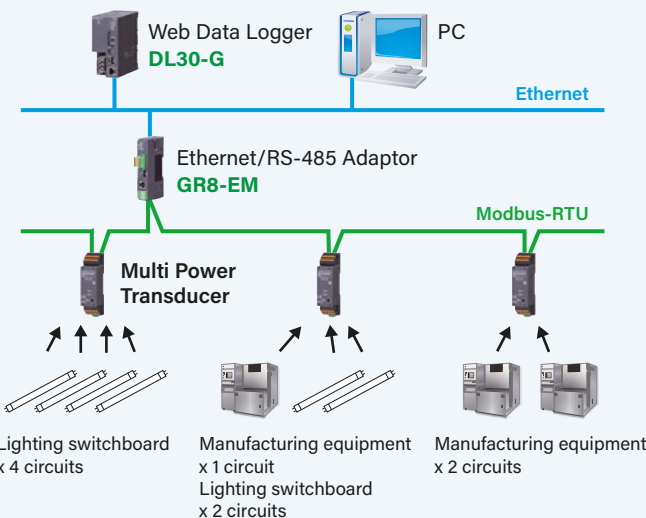 Web Data Logger
DL30-G
PC
Ethernet
Ethernet/RS-485 Adaptor
GR8-EM
Modbus-RTU
Multi Power
Transducer
Lighting switchboard
x 4 circuits
Manufacturing equipment
x 1 circuit
Lighting switchboard
x 2 circuits
Manufacturing equipment
x 2 circuits